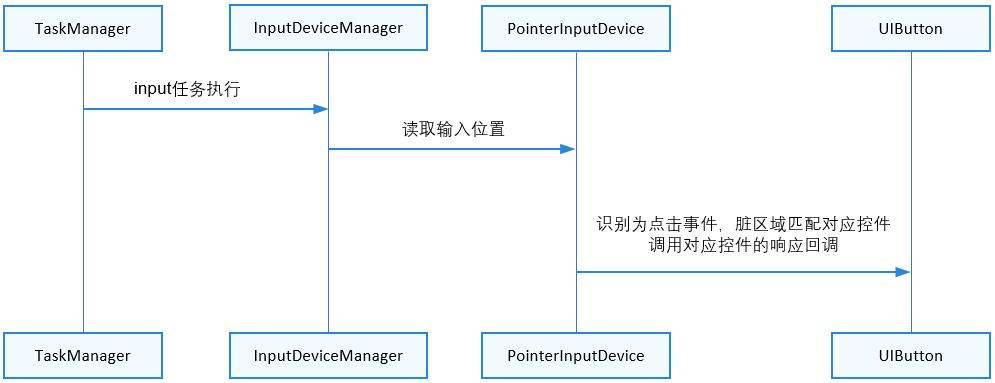 TaskManager
InputDeviceManager
PointerInputDevice
UIButton
input任务执行
读取输入位置
识别为点击事件，脏区域匹配对应控件
调用对应控件的响应回调
TaskManager
InputDeviceManager
PointerInputDevice
UIButton